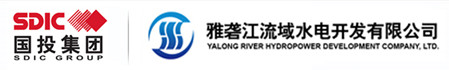 SDIC
国投集团
SDIC GROUP
雅砻江流域水电开发有限公司
YALONG RIVER HYDROPOWER DEVELOPMENT COMPANY, LTD.